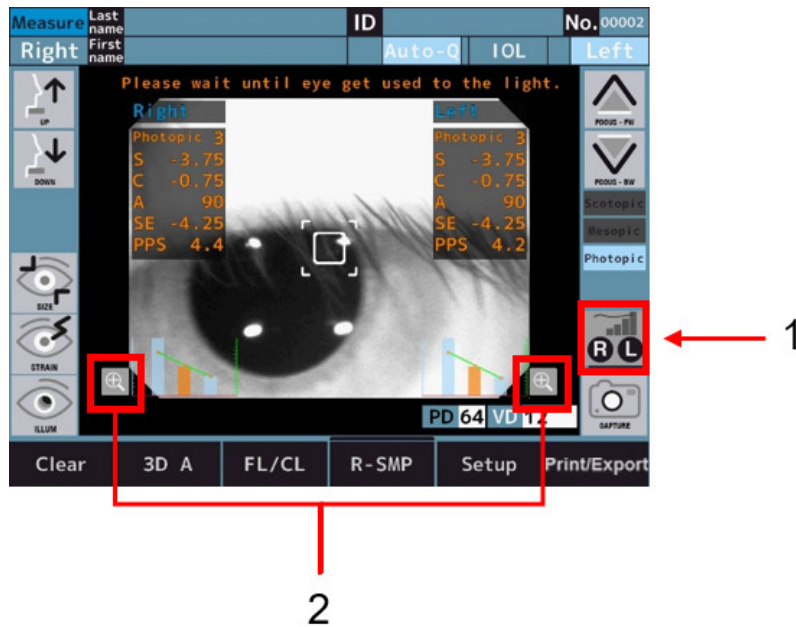 Measure Last name ID No. 00002
Right First name Auto-Q IOL Left
Please wait until eye get used to the light.
UP
DOWN
SIZE
STRAIN
ILLUM
Right
Photopic 3
S -3.75
C -0.75
A 90
SE -4.25
PPS 4.4
Left
Photopic 3
S -3.75
C -0.75
A 90
SE -4.25
PPS 4.2
FOCUS - FW
FOCUS - BW
Scotopic
Mesopic
Photopic
R L
CAPTURE
1
PD 64 VD 12
Clear 3D A FL/CL R-SMP Setup Print/Export
2